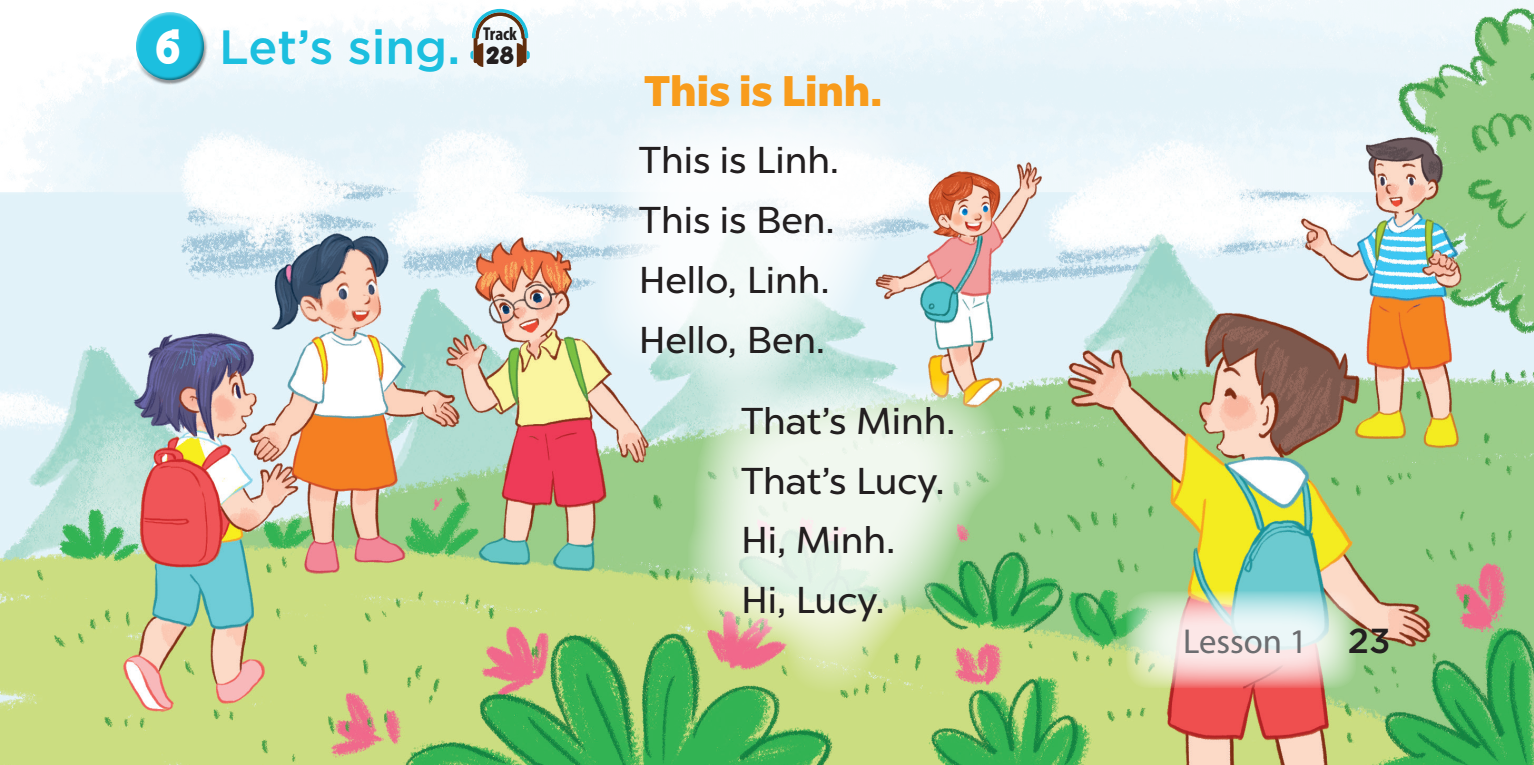 6 Let's sing. Track 28
This is Linh.
This is Linh.
This is Ben.
Hello, Linh.
Hello, Ben.
That's Minh.
That's Lucy.
Hi, Minh.
Hi, Lucy.
Lesson 1 23